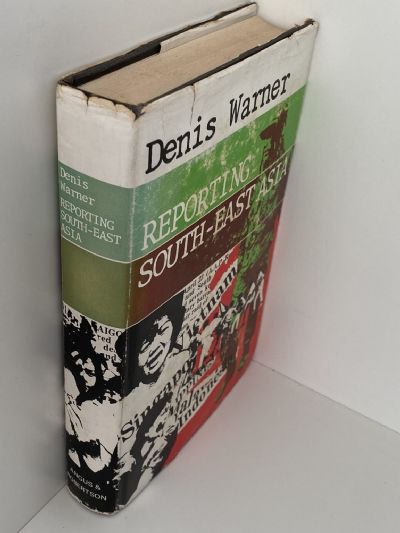 Denis Warner
REPORTING
SOUTH-EAST ASIA
Vietnam
Singapore
Denis
Warner
REPORTING
SOUTH-EAST
ASIA
ANGUS &
ROBERTSON